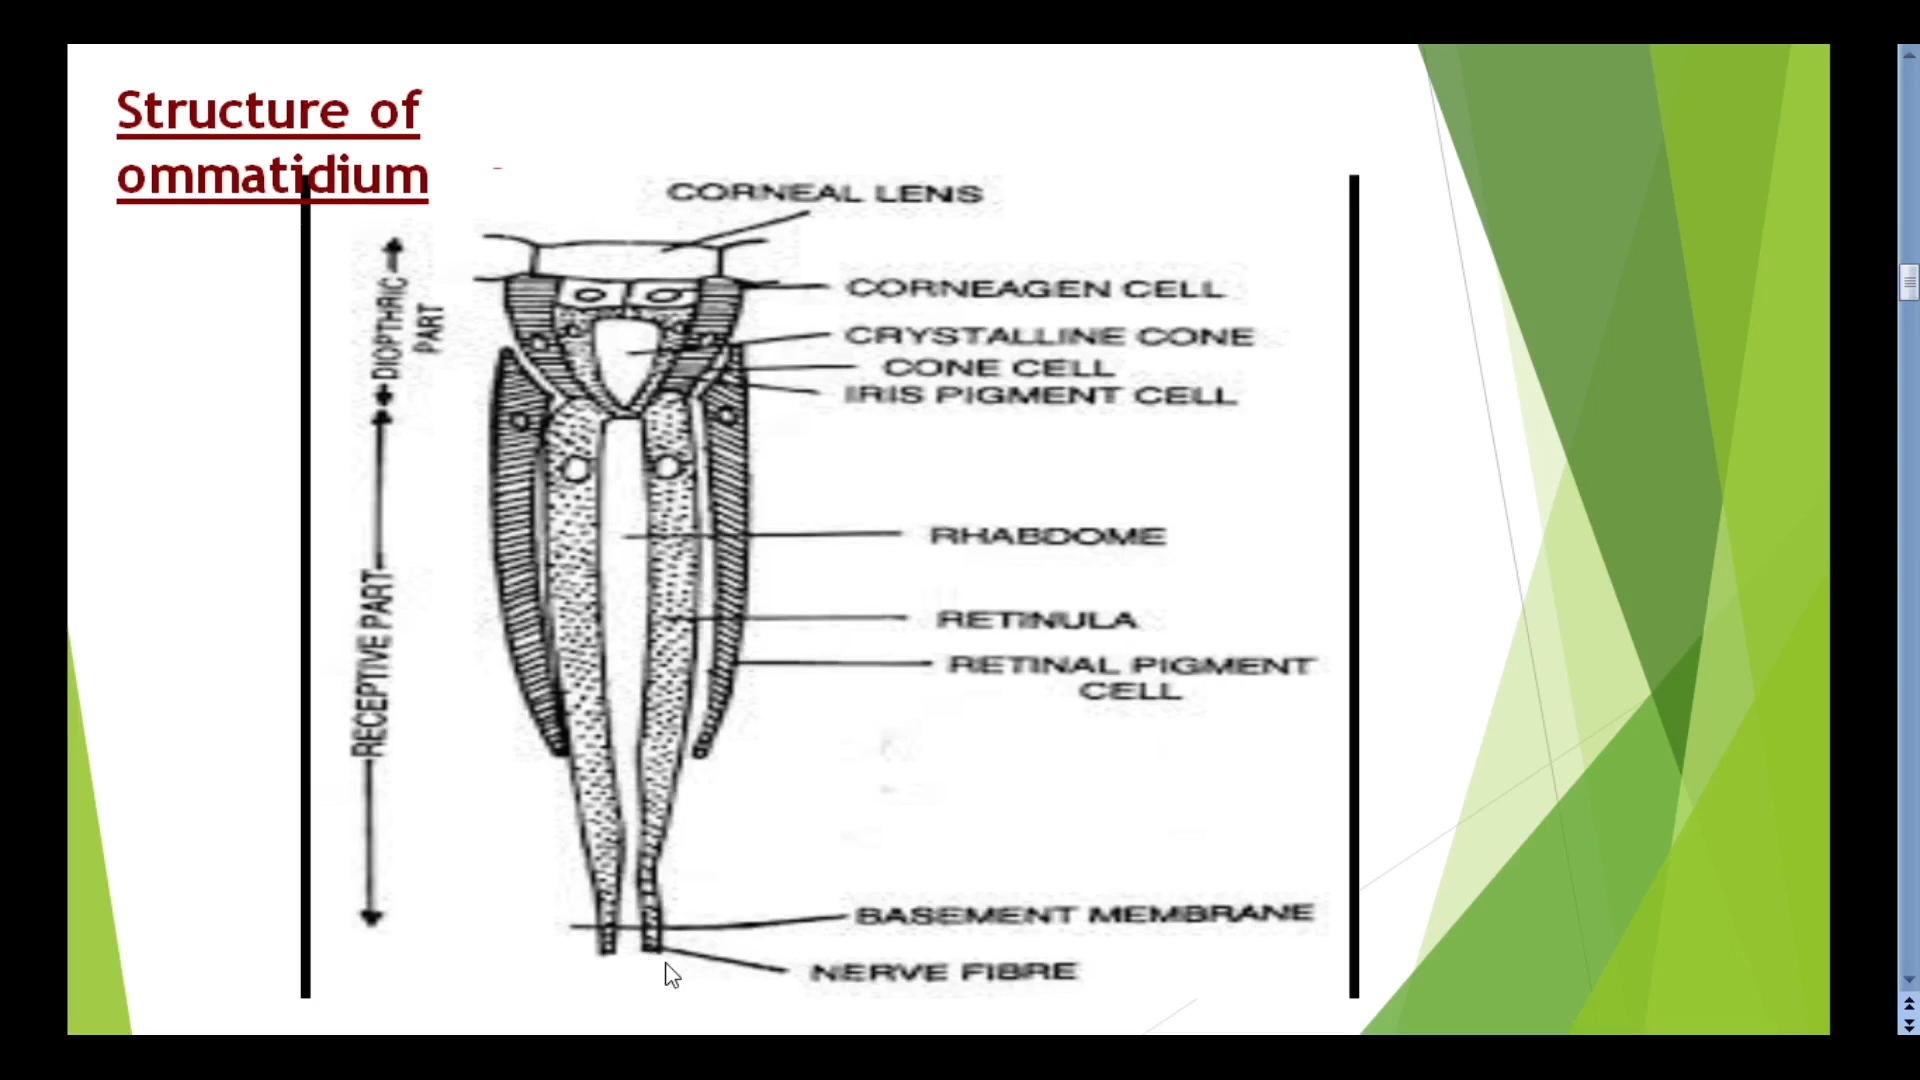 Structure of
ommatidium
CORNEAL LENS
DIOPTHRIC
PART
CORNEAGEN CELL
CRYSTALLINE CONE
CONE CELL
IRIS PIGMENT CELL
RHABDOME
RECEPTIVE PART
RETINULA
RETINAL PIGMENT
CELL
BASEMENT MEMBRANE
NERVE FIBRE